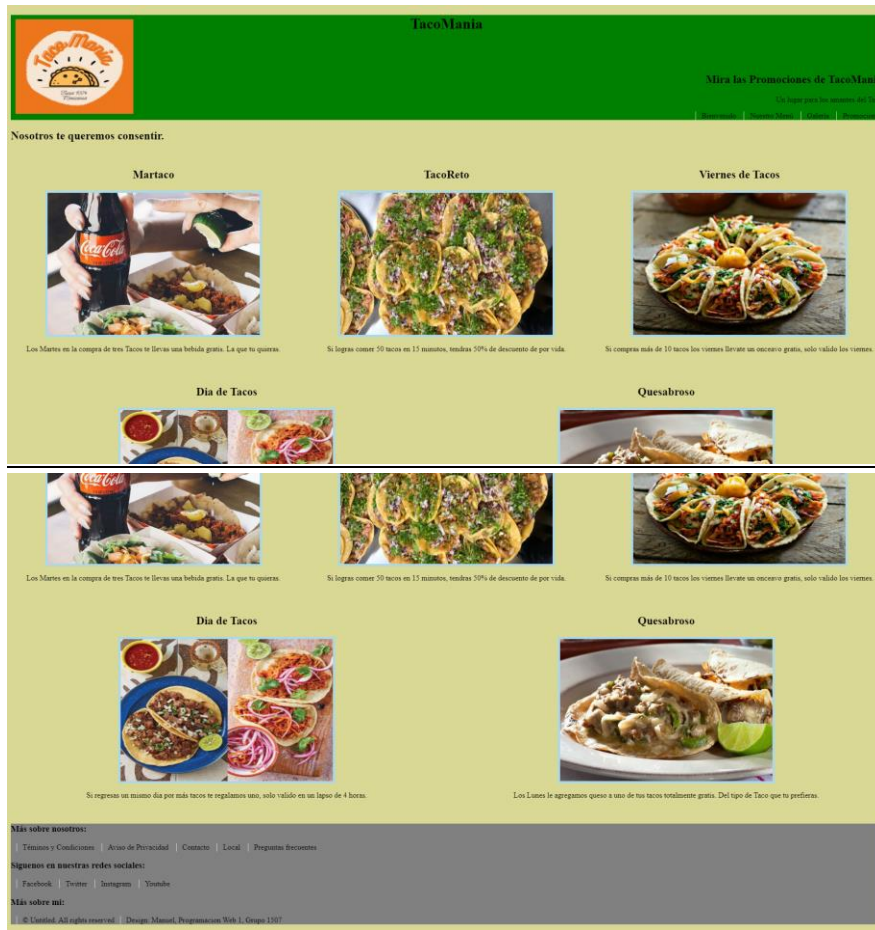 TacoMania
Taco Mania
Mira las Promociones de TacoMani
Un lugar para los amantes del Ta
Bienvenido Nuestro Menú Galeria Promocion
Nosotros te queremos consentir.
Martaco TacoReto Viernes de Tacos
Coca-Cola
Los Martes en la compra de tres Tacos te llevas una bebida gratis. La que tu quieras. Si logras comer 50 tacos en 15 minutos, tendras 50% de descuento de por vida. Si compras más de 10 tacos los viernes llevate un onceavo gratis, solo valido los viernes.
Dia de Tacos Quesabroso
Coca-Cola
Los Martes en la compra de tres Tacos te llevas una bebida gratis. La que tu quieras. Si logras comer 50 tacos en 15 minutos, tendras 50% de descuento de por vida. Si compras más de 10 tacos los viernes llevate un onceavo gratis, solo valido los viernes.
Dia de Tacos Quesabroso
Si regresas un mismo dia por más tacos te regalamos uno, solo valido en un lapso de 4 horas. Los Lunes le agregamos queso a uno de tus tacos totalmente gratis. Del tipo de Taco que tu prefieras.
Más sobre nosotros:
Téminos y Condiciones Aviso de Privacidad Contacto Local Preguntas frecuentes
Siguenos en nuestras redes sociales:
Facebook Twitter Instagram Youtube
Más sobre mi:
© Untitled. All rights reserved Design: Manuel, Programacion Web 1, Grupo 1507